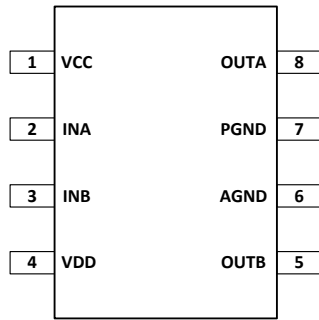 1 VCC OUTA 8
2 INA PGND 7
3 INB AGND 6
4 VDD OUTB 5